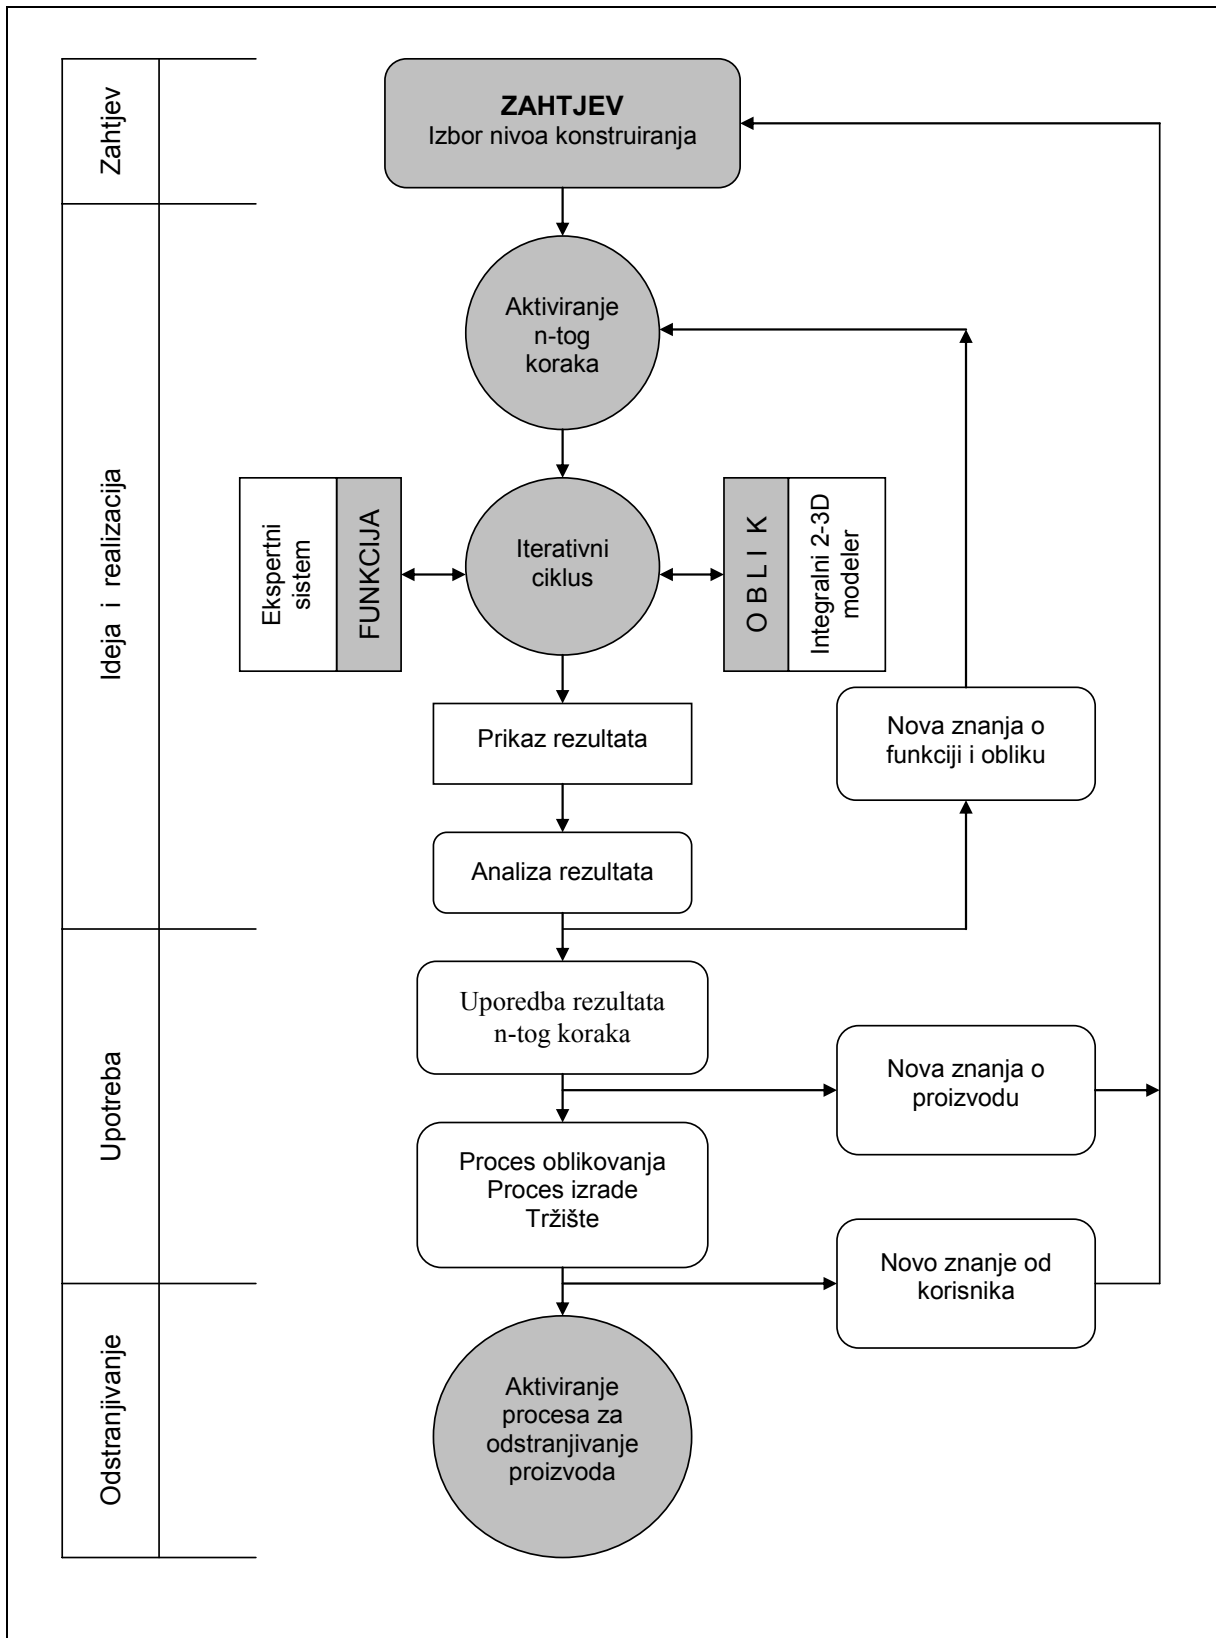 Zahtjev
ZAHTJEV
Izbor nivoa konstruiranja
Ideja i realizacija
Aktiviranje
n-tog
koraka
Ekspertni
sistem
FUNKCIJA
Iterativni
ciklus
OBLIK
Integralni 2-3D
modeler
Prikaz rezultata
Nova znanja o
funkciji i obliku
Analiza rezultata
Upotreba
Uporedba rezultata
n-tog koraka
Nova znanja o
proizvodu
Proces oblikovanja
Proces izrade
Tržište
Novo znanje od
korisnika
Odstranjivanje
Aktiviranje
procesa za
odstranjivanje
proizvoda